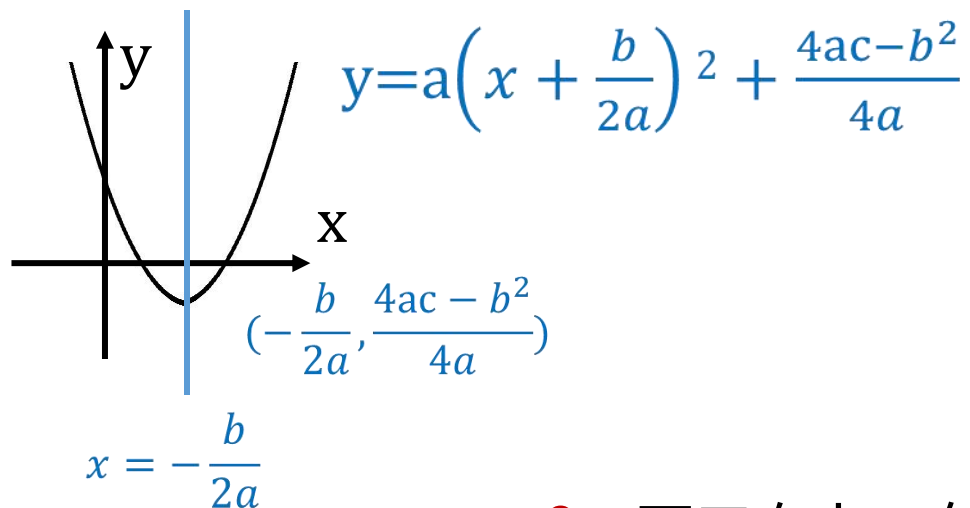 y
y=a(x + b/2a)² + 4ac−b²/4a
x
(− b/2a, 4ac − b²/4a)
x = − b/2a